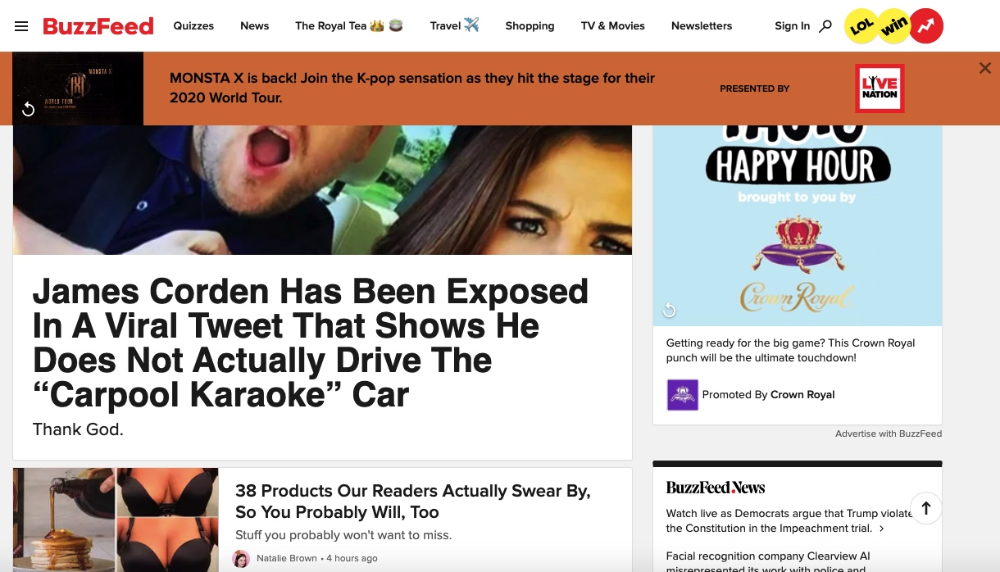 BuzzFeed
Quizzes
News
The Royal Tea
Travel
Shopping
TV & Movies
Newsletters
Sign In
LOL
win
MONSTA X
WORLD TOUR
MONSTA X is back! Join the K-pop sensation as they hit the stage for their
2020 World Tour.
PRESENTED BY
LIVE
NATION
HAPPY HOUR
brought to you by
Crown Royal
James Corden Has Been Exposed
In A Viral Tweet That Shows He
Does Not Actually Drive The
“Carpool Karaoke” Car
Thank God.
Getting ready for the big game? This Crown Royal
punch will be the ultimate touchdown!
Promoted By Crown Royal
Advertise with BuzzFeed
38 Products Our Readers Actually Swear By,
So You Probably Will, Too
Stuff you probably won't want to miss.
Natalie Brown • 4 hours ago
BuzzFeed News
Watch live as Democrats argue that Trump violate
the Constitution in the Impeachment trial. >
Facial recognition company Clearview AI
misrepresented its work with police and